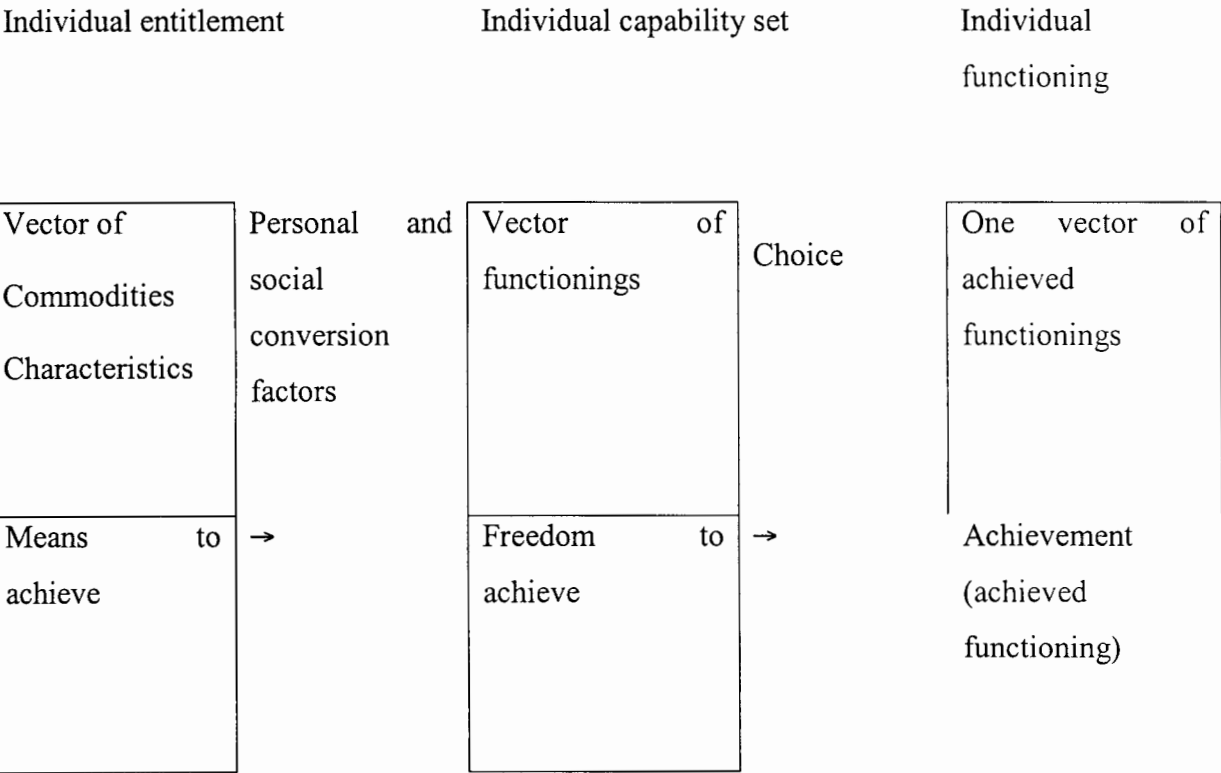 Individual entitlement
Individual capability set
Individual
functioning
Vector of
Commodities
Characteristics
Personal and
social
conversion
factors
Vector of
functionings
Choice
One vector of
achieved
functionings
Means to
achieve
→
Freedom to
achieve
→
Achievement
(achieved
functioning)